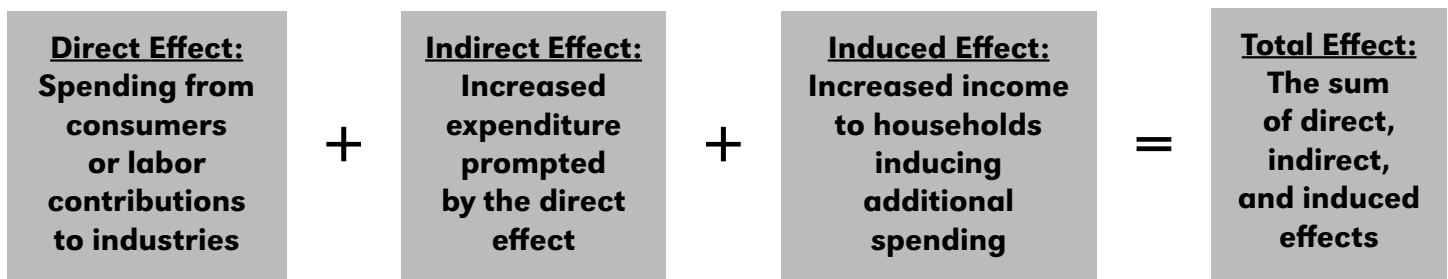 Direct Effect:
Spending from
consumers
or labor
contributions
to industries
+
Indirect Effect:
Increased
expenditure
prompted
by the direct
effect
+
Induced Effect:
Increased income
to households
inducing
additional
spending
=
Total Effect:
The sum
of direct,
indirect,
and induced
effects